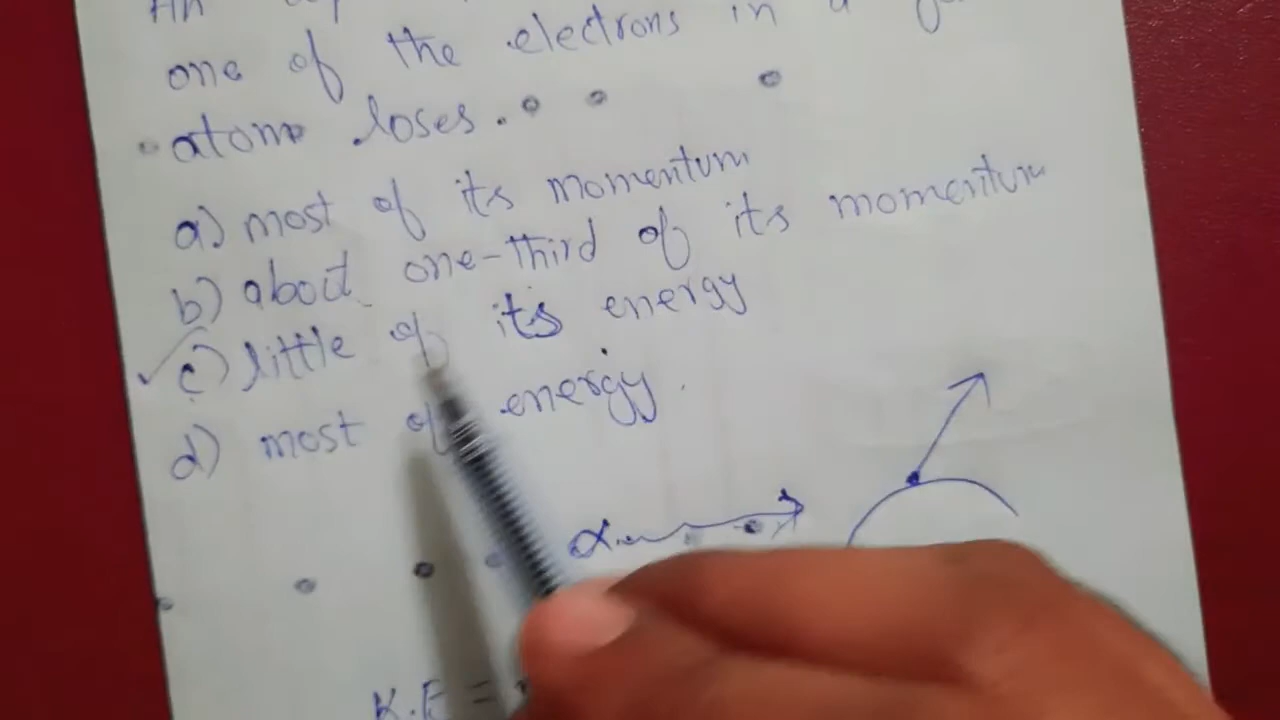 one of the electrons in a
atom loses.
a) most of its momentum
b) about one-third of its momentum
c) little of its energy
d) most of energy.
α
K.E =